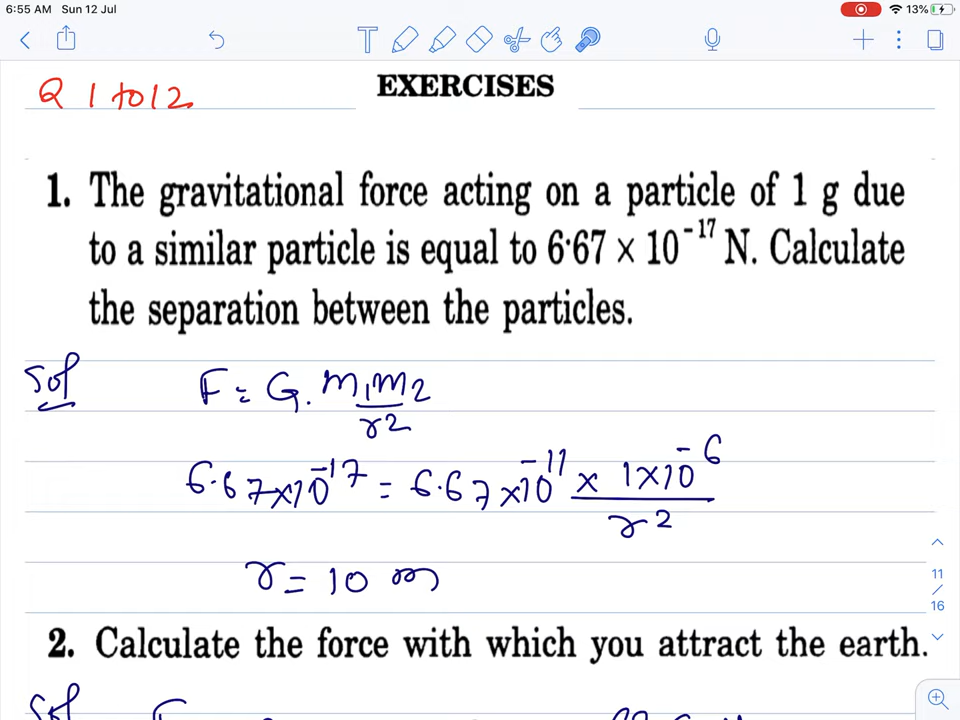 6:55 AM Sun 12 Jul 13%
T
EXERCISES
Q 1 to 12
1. The gravitational force acting on a particle of 1 g due
to a similar particle is equal to 6·67 × 10⁻¹⁷ N. Calculate
the separation between the particles.
Sol F = G. m₁m₂ / r²
6.67×10⁻¹⁷ = 6.67×10⁻¹¹ × 1×10⁻⁶ / r²
r = 10 m
11
/
16
2. Calculate the force with which you attract the earth.
Sol